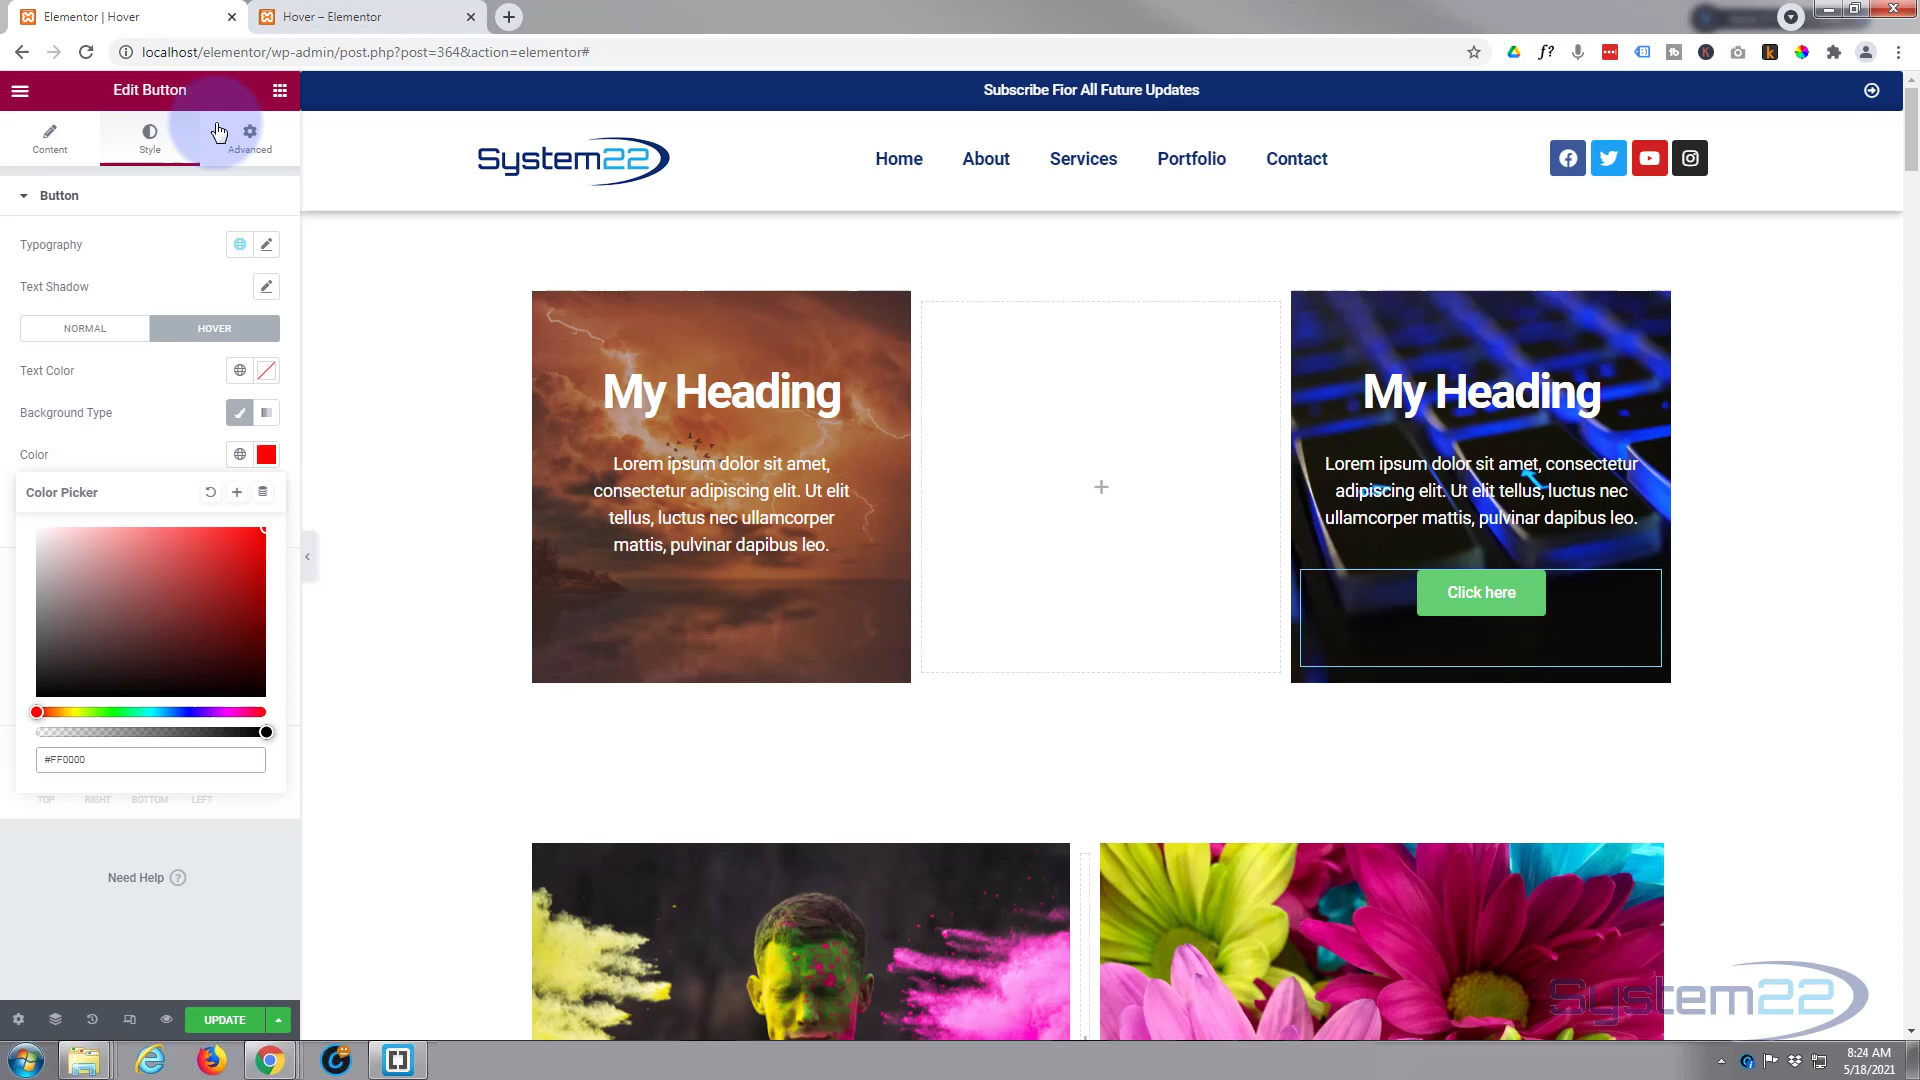 Elementor | Hover
Hover – Elementor
localhost/elementor/wp-admin/post.php?post=364&action=elementor#
Edit Button
Content
Style
Advanced
Button
Typography
Text Shadow
NORMAL
HOVER
Text Color
Background Type
Color
Color Picker
#FF0000
TOP
RIGHT
BOTTOM
LEFT
Need Help
UPDATE
Subscribe Fior All Future Updates
System22
Home
About
Services
Portfolio
Contact
My Heading
Lorem ipsum dolor sit amet,
consectetur adipiscing elit. Ut elit
tellus, luctus nec ullamcorper
mattis, pulvinar dapibus leo.
My Heading
Lorem ipsum dolor sit amet, consectetur
adipiscing elit. Ut elit tellus, luctus nec
ullamcorper mattis, pulvinar dapibus leo.
Click here
System22
8:24 AM
5/18/2021